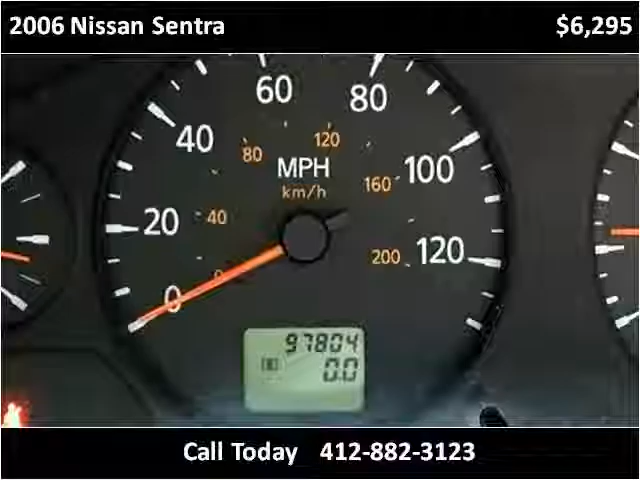 2006 Nissan Sentra $6,295
60 80
40 100
80 120
MPH
km/h 160
20 40
200 120
0 0
97804
0.0
Call Today 412-882-3123